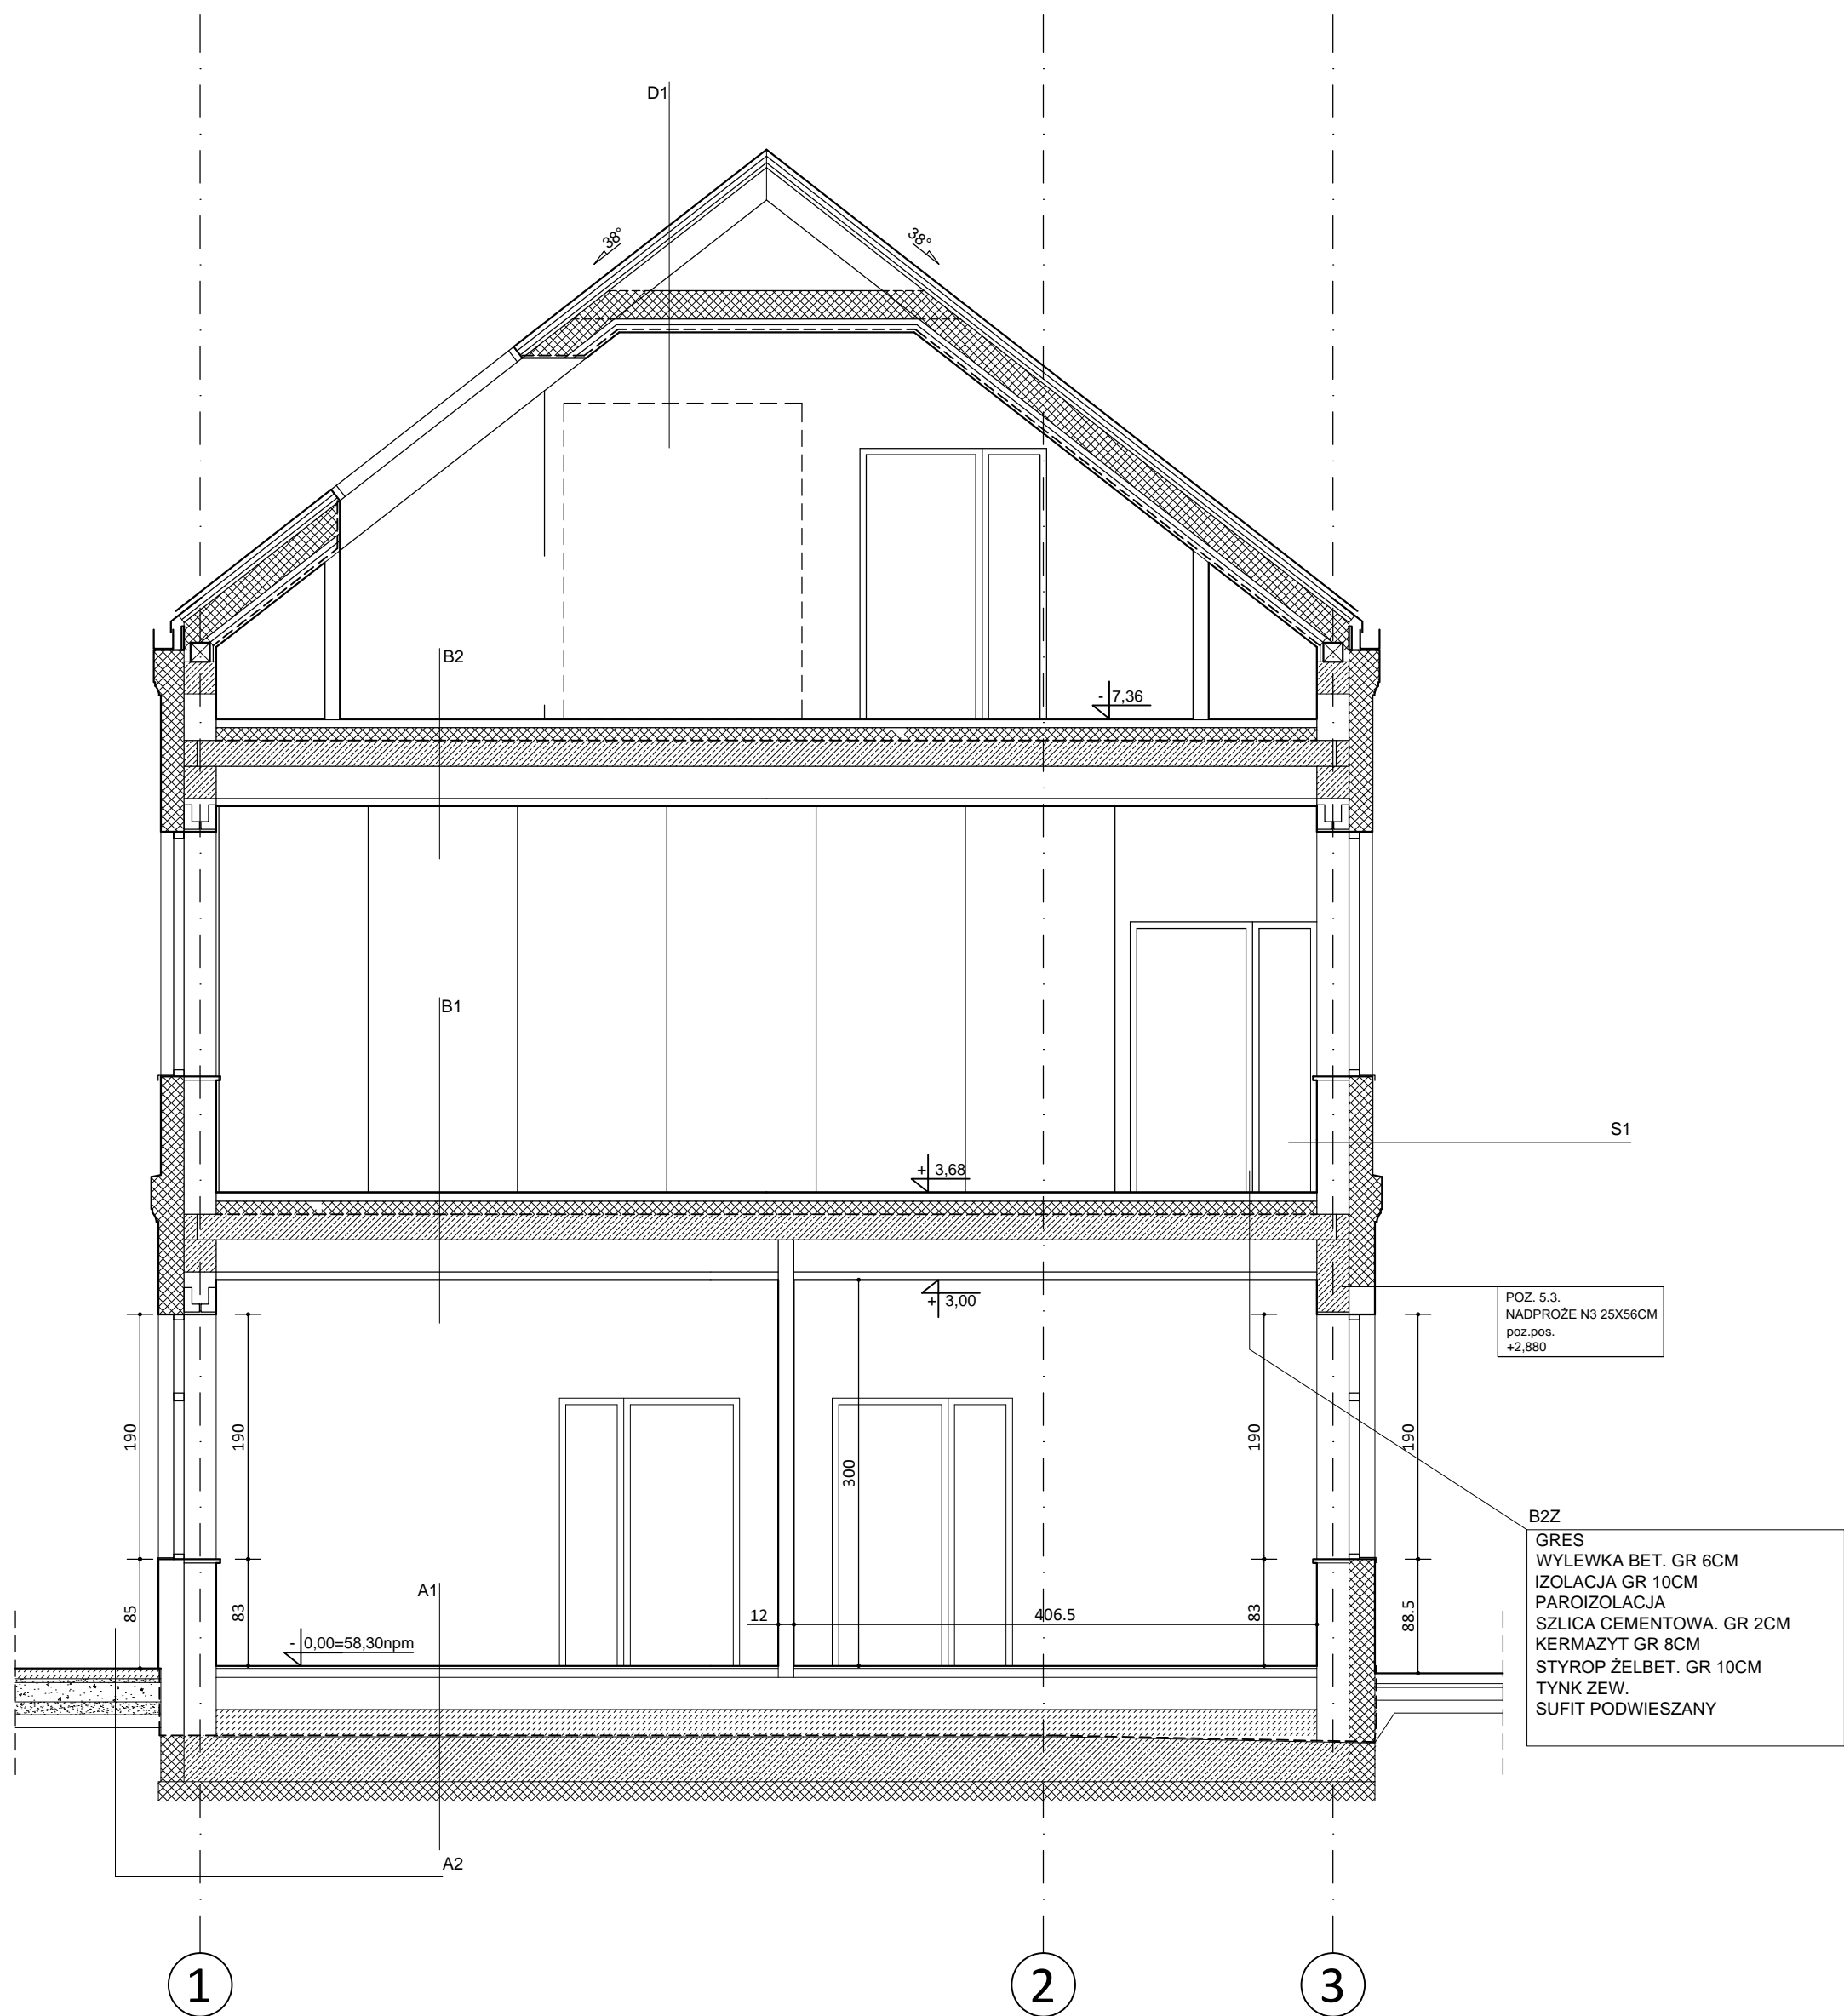 D1
38°
38°
B2
- 7,36
B1
S1
+ 3,68
+ 3,00
POZ. 5.3.
NADPROŻE N3 25X56CM
poz.pos.
+2,880
190
190
300
190
190
B2Z
GRES
WYLEWKA BET. GR 6CM
IZOLACJA GR 10CM
PAROIZOLACJA
SZLICA CEMENTOWA. GR 2CM
KERMAZYT GR 8CM
STYROP ŻELBET. GR 10CM
TYNK ZEW.
SUFIT PODWIESZANY
A1
85
83
12
406.5
83
88.5
- 0,00=58,30npm
A2
1
2
3